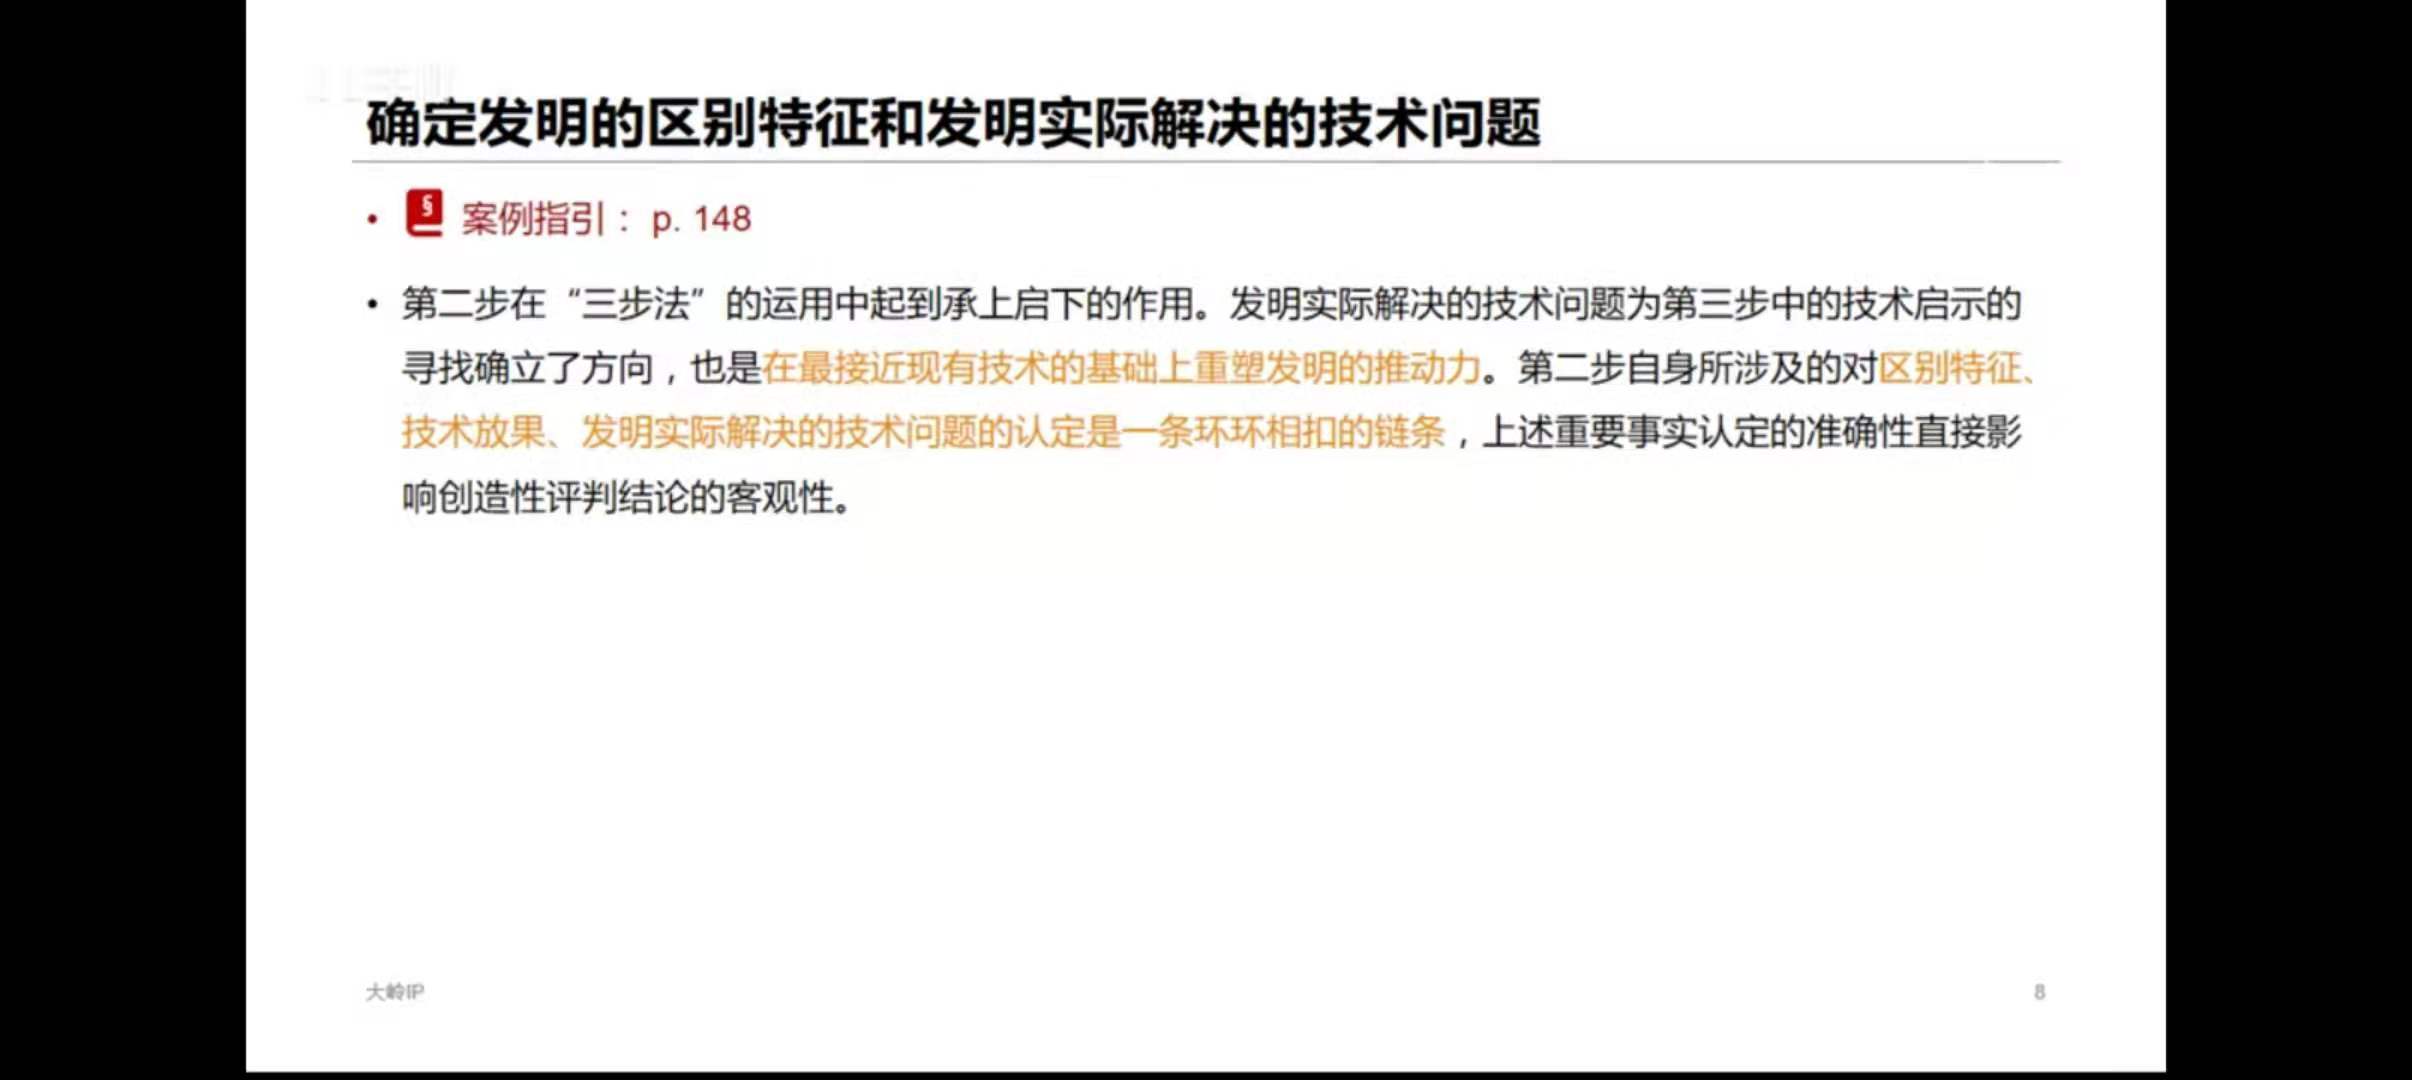 确定发明的区别特征和发明实际解决的技术问题
• § 案例指引： p. 148
• 第二步在“三步法”的运用中起到承上启下的作用。发明实际解决的技术问题为第三步中的技术启示的
寻找确立了方向，也是在最接近现有技术的基础上重塑发明的推动力。第二步自身所涉及的对区别特征、
技术效果、发明实际解决的技术问题的认定是一条环环相扣的链条，上述重要事实认定的准确性直接影
响创造性评判结论的客观性。
大岭IP
8